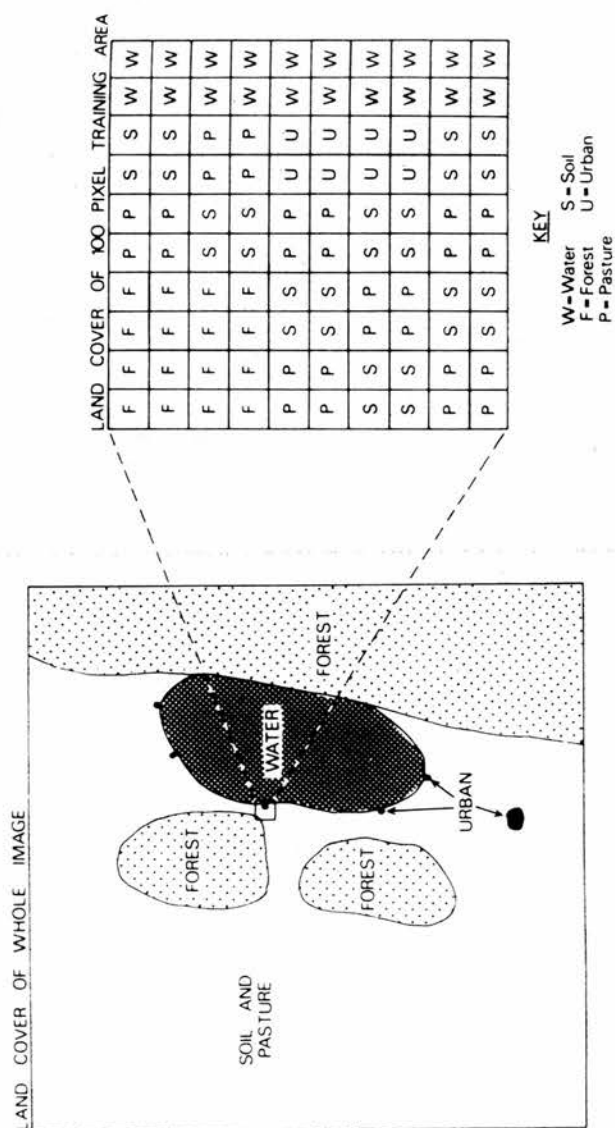 LAND COVER OF WHOLE IMAGE
SOIL AND
PASTURE
FOREST
FOREST
WATER
URBAN
FOREST
LAND COVER OF 100 PIXEL TRAINING AREA
F F F F P P S S W W
F F F F P P S S W W
F F F F S S P P W W
F F F F S S P P W W
P P S S P P U U W W
P P S S P P U U W W
S S P P S S U U W W
S S P P S S U U W W
P P S S P P S S W W
P P S S P P S S W W
KEY
W=Water S=Soil
F=Forest U=Urban
P=Pasture